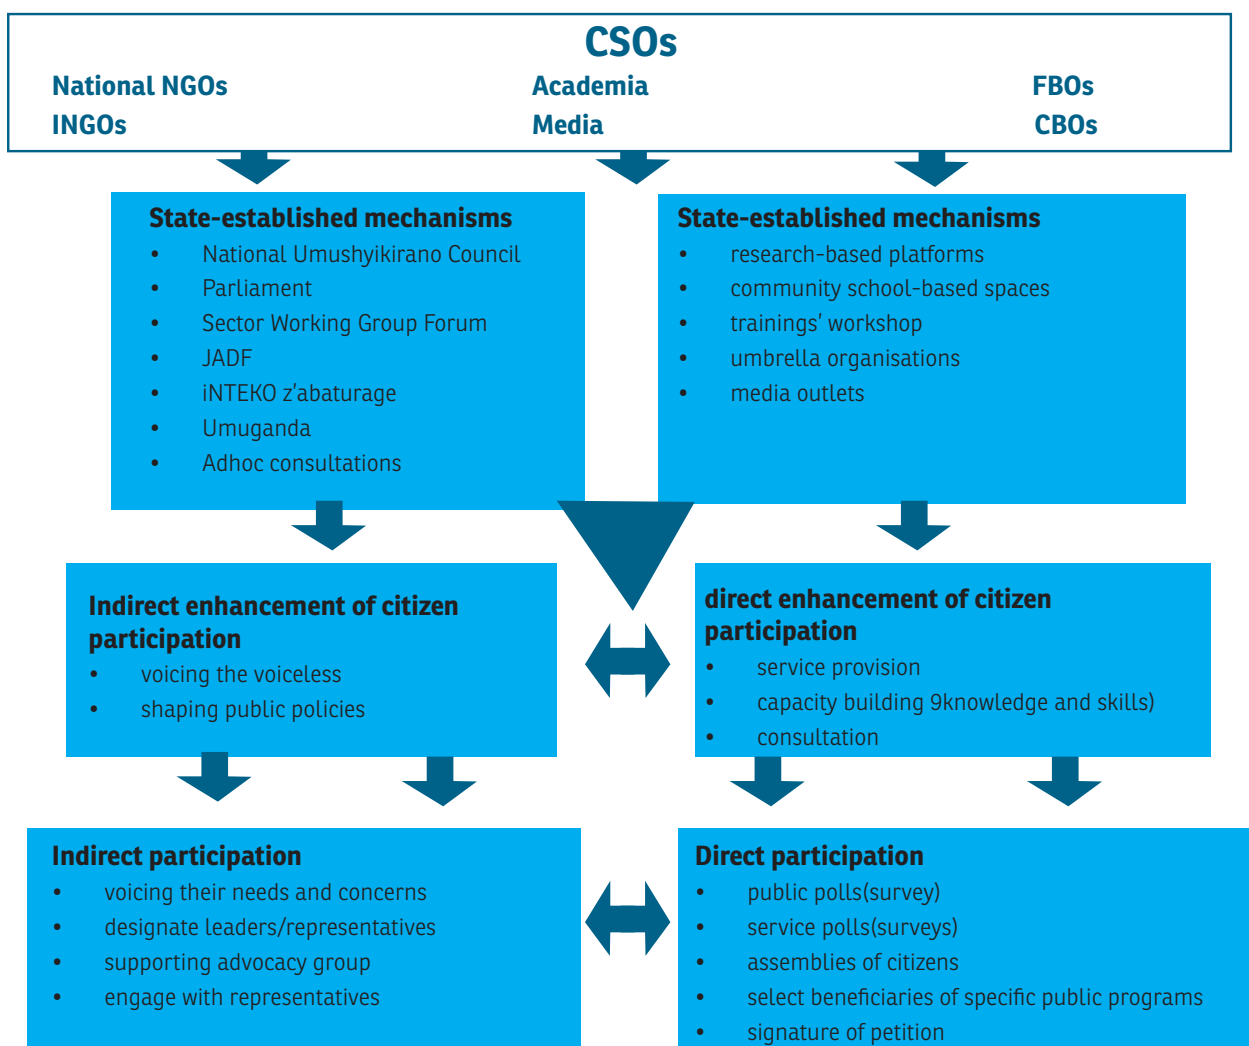 CSOs
National NGOs Academia FBOs
INGOs Media CBOs
State-established mechanisms
• National Umushyikirano Council
• Parliament
• Sector Working Group Forum
• JADF
• iNTEKO z'abaturage
• Umuganda
• Adhoc consultations
State-established mechanisms
• research-based platforms
• community school-based spaces
• trainings' workshop
• umbrella organisations
• media outlets
Indirect enhancement of citizen
participation
• voicing the voiceless
• shaping public policies
direct enhancement of citizen
participation
• service provision
• capacity building 9knowledge and skills)
• consultation
Indirect participation
• voicing their needs and concerns
• designate leaders/representatives
• supporting advocacy group
• engage with representatives
Direct participation
• public polls(survey)
• service polls(surveys)
• assemblies of citizens
• select beneficiaries of specific public programs
• signature of petition